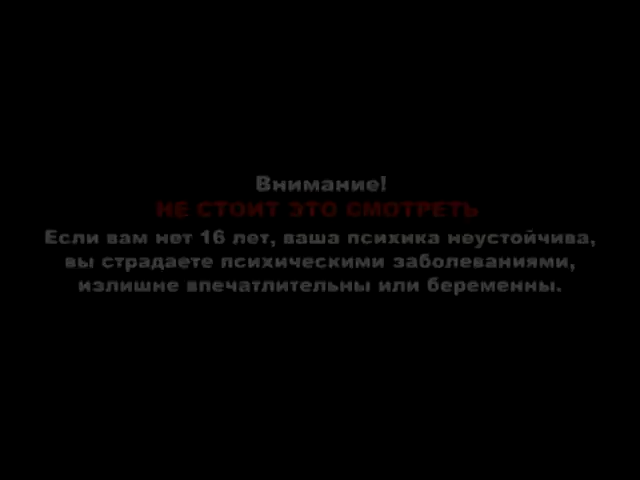 Внимание!
НЕ СТОИТ ЭТО СМОТРЕТЬ
Если вам нет 16 лет, ваша психика неустойчива,
вы страдаете психическими заболеваниями,
излишне впечатлительны или беременны.